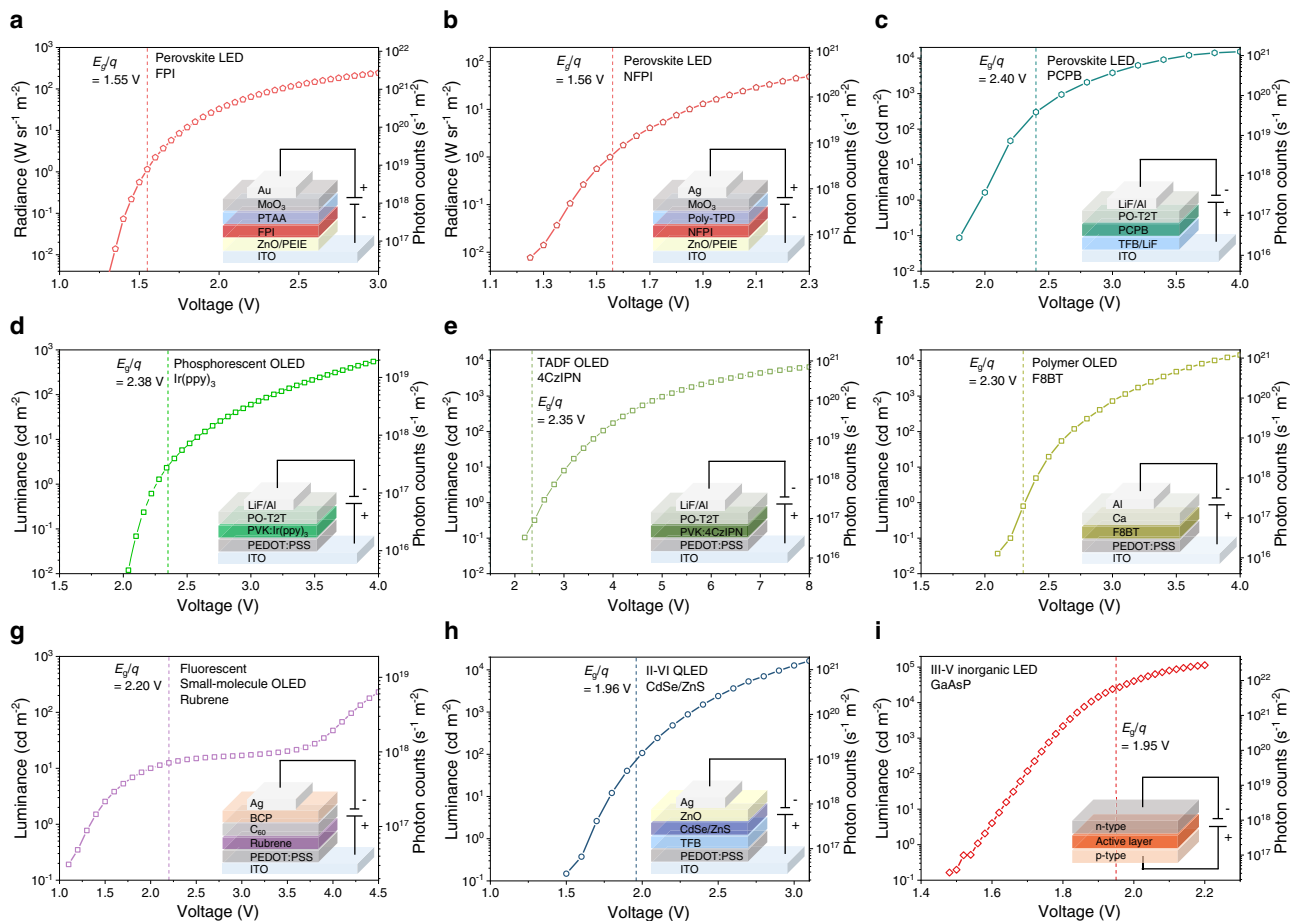 a
E_g/q
= 1.55 V
Perovskite LED
FPI
Radiance (W sr⁻¹ m⁻²)
10³
10²
10¹
10⁰
10⁻¹
10⁻²
Photon counts (s⁻¹ m⁻²)
10²²
10²¹
10²⁰
10¹⁹
10¹⁸
10¹⁷
Au
MoO₃
PTAA
FPI
ZnO/PEIE
ITO
+
-
1.0 1.5 2.0 2.5 3.0
Voltage (V)
b
E_g/q
= 1.56 V
Perovskite LED
NFPI
Radiance (W sr⁻¹ m⁻²)
10³
10²
10¹
10⁰
10⁻¹
10⁻²
Photon counts (s⁻¹ m⁻²)
10²¹
10²⁰
10¹⁹
10¹⁸
10¹⁷
Ag
MoO₃
Poly-TPD
NFPI
ZnO/PEIE
ITO
+
-
1.1 1.3 1.5 1.7 1.9 2.1 2.3
Voltage (V)
c
E_g/q
= 2.40 V
Perovskite LED
PCPB
Luminance (cd m⁻²)
10⁴
10³
10²
10¹
10⁰
10⁻¹
10⁻²
Photon counts (s⁻¹ m⁻²)
10²¹
10²⁰
10¹⁹
10¹⁸
10¹⁷
10¹⁶
LiF/Al
PO-T2T
PCPB
TFB/LiF
ITO
-
+
1.5 2.0 2.5 3.0 3.5 4.0
Voltage (V)
d
E_g/q
= 2.38 V
Phosphorescent OLED
Ir(ppy)₃
Luminance (cd m⁻²)
10³
10²
10¹
10⁰
10⁻¹
10⁻²
Photon counts (s⁻¹ m⁻²)
10¹⁹
10¹⁸
10¹⁷
10¹⁶
LiF/Al
PO-T2T
PVK:Ir(ppy)₃
PEDOT:PSS
ITO
-
+
1.5 2.0 2.5 3.0 3.5 4.0
Voltage (V)
e
TADF OLED
4CzIPN
E_g/q
= 2.35 V
Luminance (cd m⁻²)
10⁴
10³
10²
10¹
10⁰
10⁻¹
10⁻²
Photon counts (s⁻¹ m⁻²)
10²¹
10²⁰
10¹⁹
10¹⁸
10¹⁷
10¹⁶
LiF/Al
PO-T2T
PVK:4CzIPN
PEDOT:PSS
ITO
-
+
1 2 3 4 5 6 7 8
Voltage (V)
f
E_g/q
= 2.30 V
Polymer OLED
F8BT
Luminance (cd m⁻²)
10⁴
10³
10²
10¹
10⁰
10⁻¹
10⁻²
Photon counts (s⁻¹ m⁻²)
10²¹
10²⁰
10¹⁹
10¹⁸
10¹⁷
10¹⁶
Al
Ca
F8BT
PEDOT:PSS
ITO
-
+
1.5 2.0 2.5 3.0 3.5 4.0
Voltage (V)
g
E_g/q
= 2.20 V
Fluorescent
Small-molecule OLED
Rubrene
Luminance (cd m⁻²)
10³
10²
10¹
10⁰
10⁻¹
Photon counts (s⁻¹ m⁻²)
10¹⁹
10¹⁸
10¹⁷
Ag
BCP
C₆₀
Rubrene
PEDOT:PSS
ITO
-
+
1.0 1.5 2.0 2.5 3.0 3.5 4.0 4.5
Voltage (V)
h
E_g/q
= 1.96 V
II-VI QLED
CdSe/ZnS
Luminance (cd m⁻²)
10⁴
10³
10²
10¹
10⁰
10⁻¹
Photon counts (s⁻¹ m⁻²)
10²¹
10²⁰
10¹⁹
10¹⁸
10¹⁷
Ag
ZnO
CdSe/ZnS
TFB
PEDOT:PSS
ITO
-
+
1.0 1.5 2.0 2.5 3.0
Voltage (V)
i
III-V inorganic LED
GaAsP
E_g/q
= 1.95 V
Luminance (cd m⁻²)
10⁵
10⁴
10³
10²
10¹
10⁰
10⁻¹
Photon counts (s⁻¹ m⁻²)
10²²
10²¹
10²⁰
10¹⁹
10¹⁸
10¹⁷
n-type
Active layer
p-type
-
+
1.4 1.6 1.8 2.0 2.2
Voltage (V)